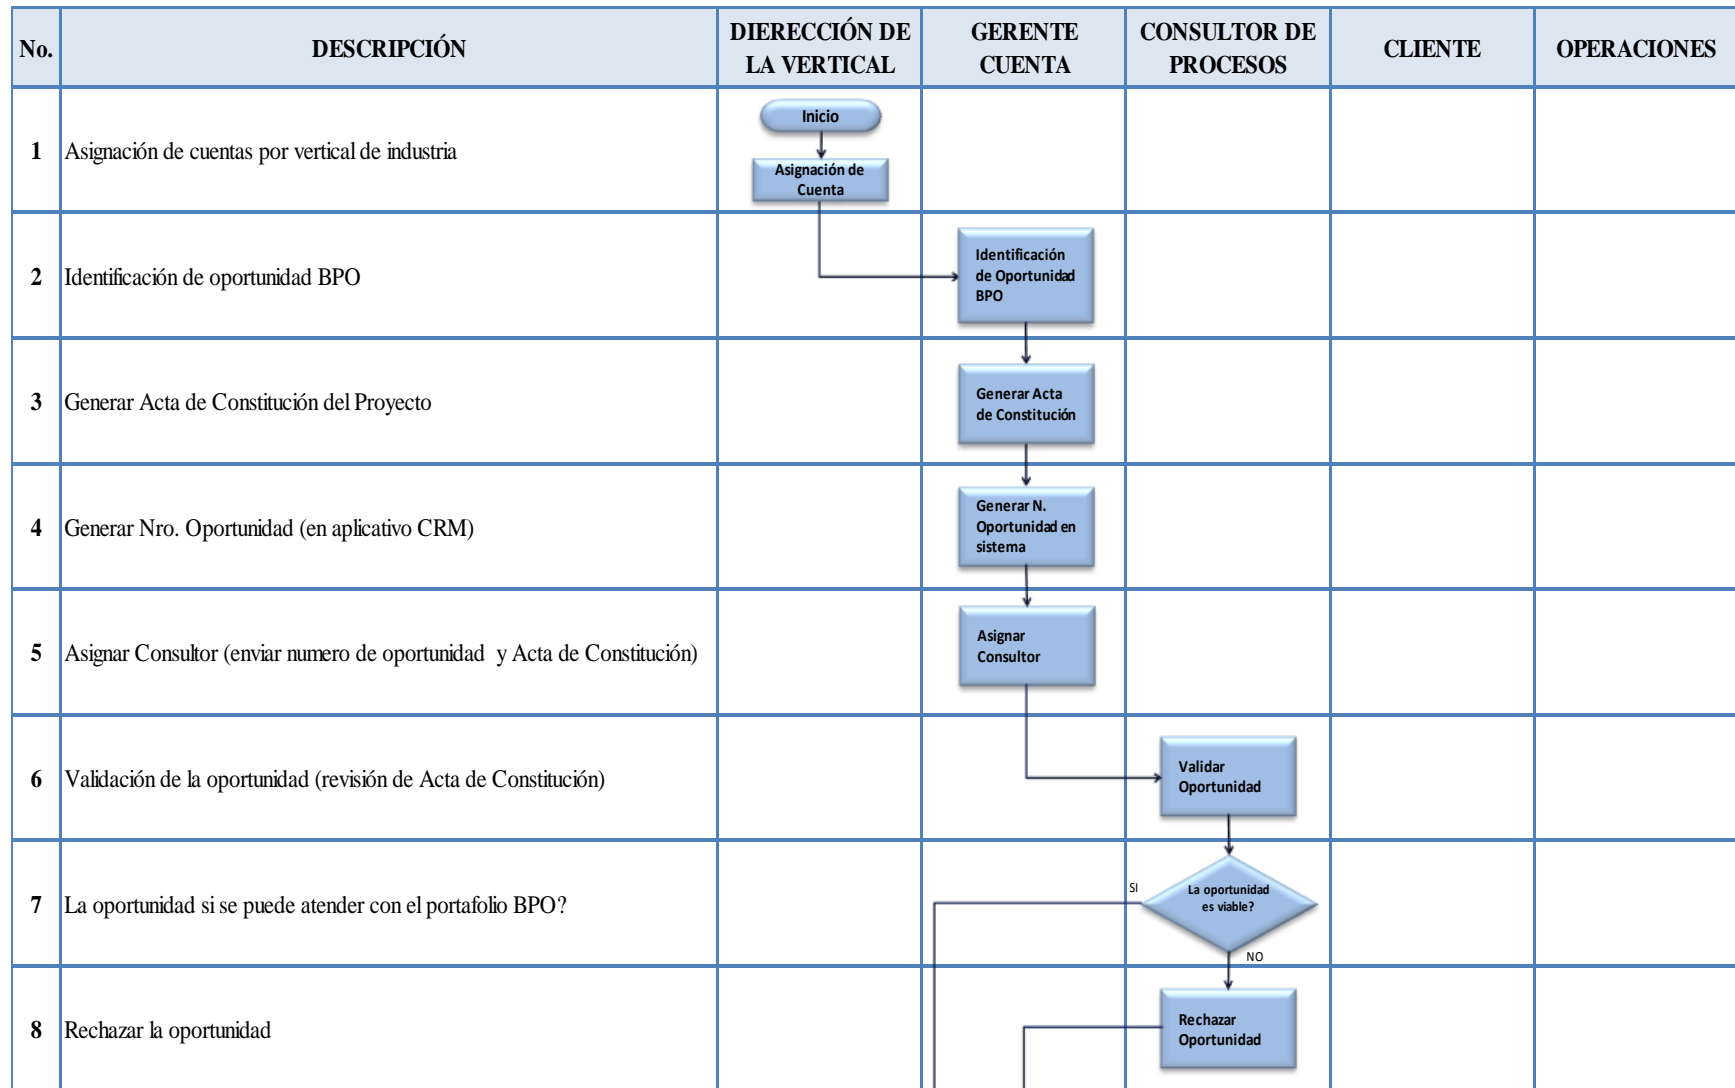 No.
DESCRIPCIÓN
DIERECCIÓN DE
LA VERTICAL
GERENTE
CUENTA
CONSULTOR DE
PROCESOS
CLIENTE
OPERACIONES
1
Asignación de cuentas por vertical de industria
Inicio
Asignación de
Cuenta
2
Identificación de oportunidad BPO
Identificación
de Oportunidad
BPO
3
Generar Acta de Constitución del Proyecto
Generar Acta
de Constitución
4
Generar Nro. Oportunidad (en aplicativo CRM)
Generar N.
Oportunidad en
sistema
5
Asignar Consultor (enviar numero de oportunidad y Acta de Constitución)
Asignar
Consultor
6
Validación de la oportunidad (revisión de Acta de Constitución)
Validar
Oportunidad
7
La oportunidad si se puede atender con el portafolio BPO?
SI
La oportunidad
es viable?
NO
8
Rechazar la oportunidad
Rechazar
Oportunidad